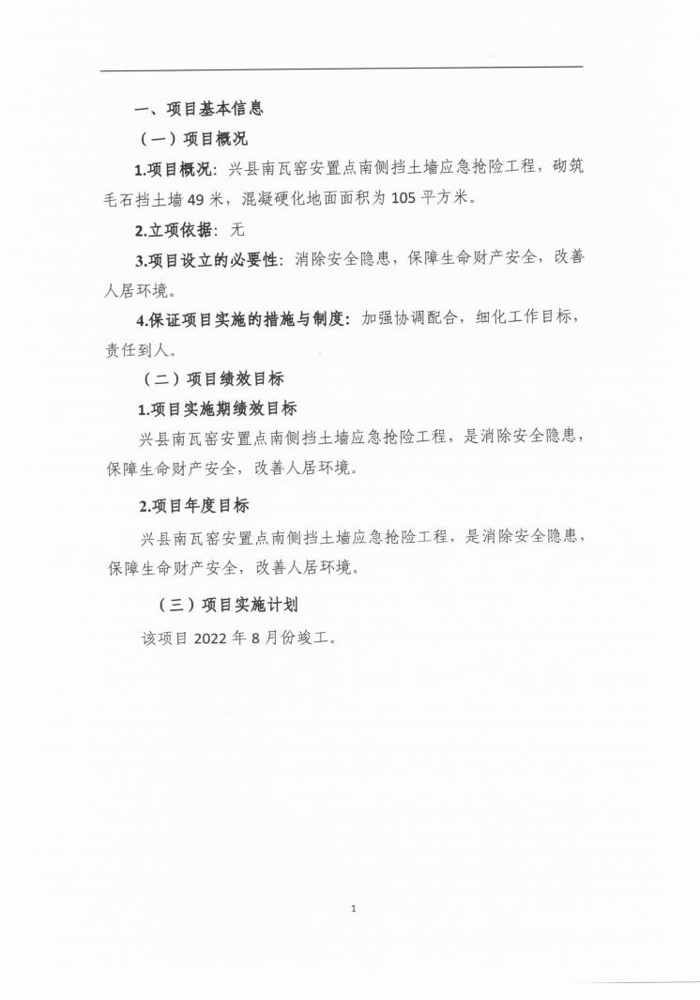 一、项目基本信息
（一）项目概况
1.项目概况：兴县南瓦窑安置点南侧挡土墙应急抢险工程，砌筑
毛石挡土墙 49 米，混凝硬化地面面积为 105 平方米。
2.立项依据：无
3.项目设立的必要性：消除安全隐患，保障生命财产安全，改善
人居环境。
4.保证项目实施的措施与制度：加强协调配合，细化工作目标，
责任到人。
（二）项目绩效目标
1.项目实施期绩效目标
兴县南瓦窑安置点南侧挡土墙应急抢险工程，是消除安全隐患，
保障生命财产安全，改善人居环境。
2.项目年度目标
兴县南瓦窑安置点南侧挡土墙应急抢险工程，是消除安全隐患，
保障生命财产安全，改善人居环境。
（三）项目实施计划
该项目 2022 年 8 月份竣工。
1